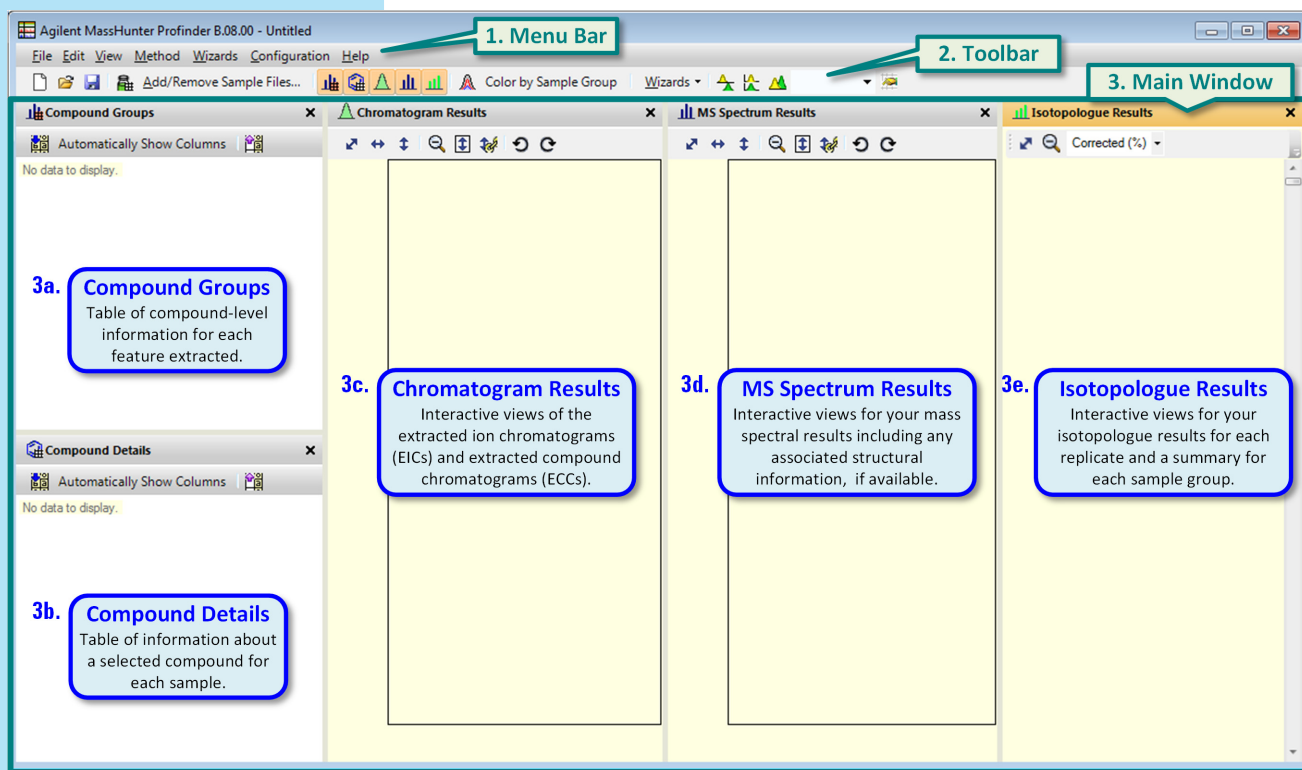 Agilent MassHunter Profinder B.08.00 - Untitled
1. Menu Bar
File Edit View Method Wizards Configuration Help
2. Toolbar
Add/Remove Sample Files... Color by Sample Group Wizards
3. Main Window
Compound Groups
Automatically Show Columns
No data to display.
3a. Compound Groups
Table of compound-level
information for each
feature extracted.
Compound Details
Automatically Show Columns
No data to display.
3b. Compound Details
Table of information about
a selected compound for
each sample.
Chromatogram Results
3c. Chromatogram Results
Interactive views of the
extracted ion chromatograms
(EICs) and extracted compound
chromatograms (ECCs).
MS Spectrum Results
3d. MS Spectrum Results
Interactive views for your mass
spectral results including any
associated structural
information, if available.
Isotopologue Results
Corrected (%)
3e. Isotopologue Results
Interactive views for your
isotopologue results for each
replicate and a summary for
each sample group.